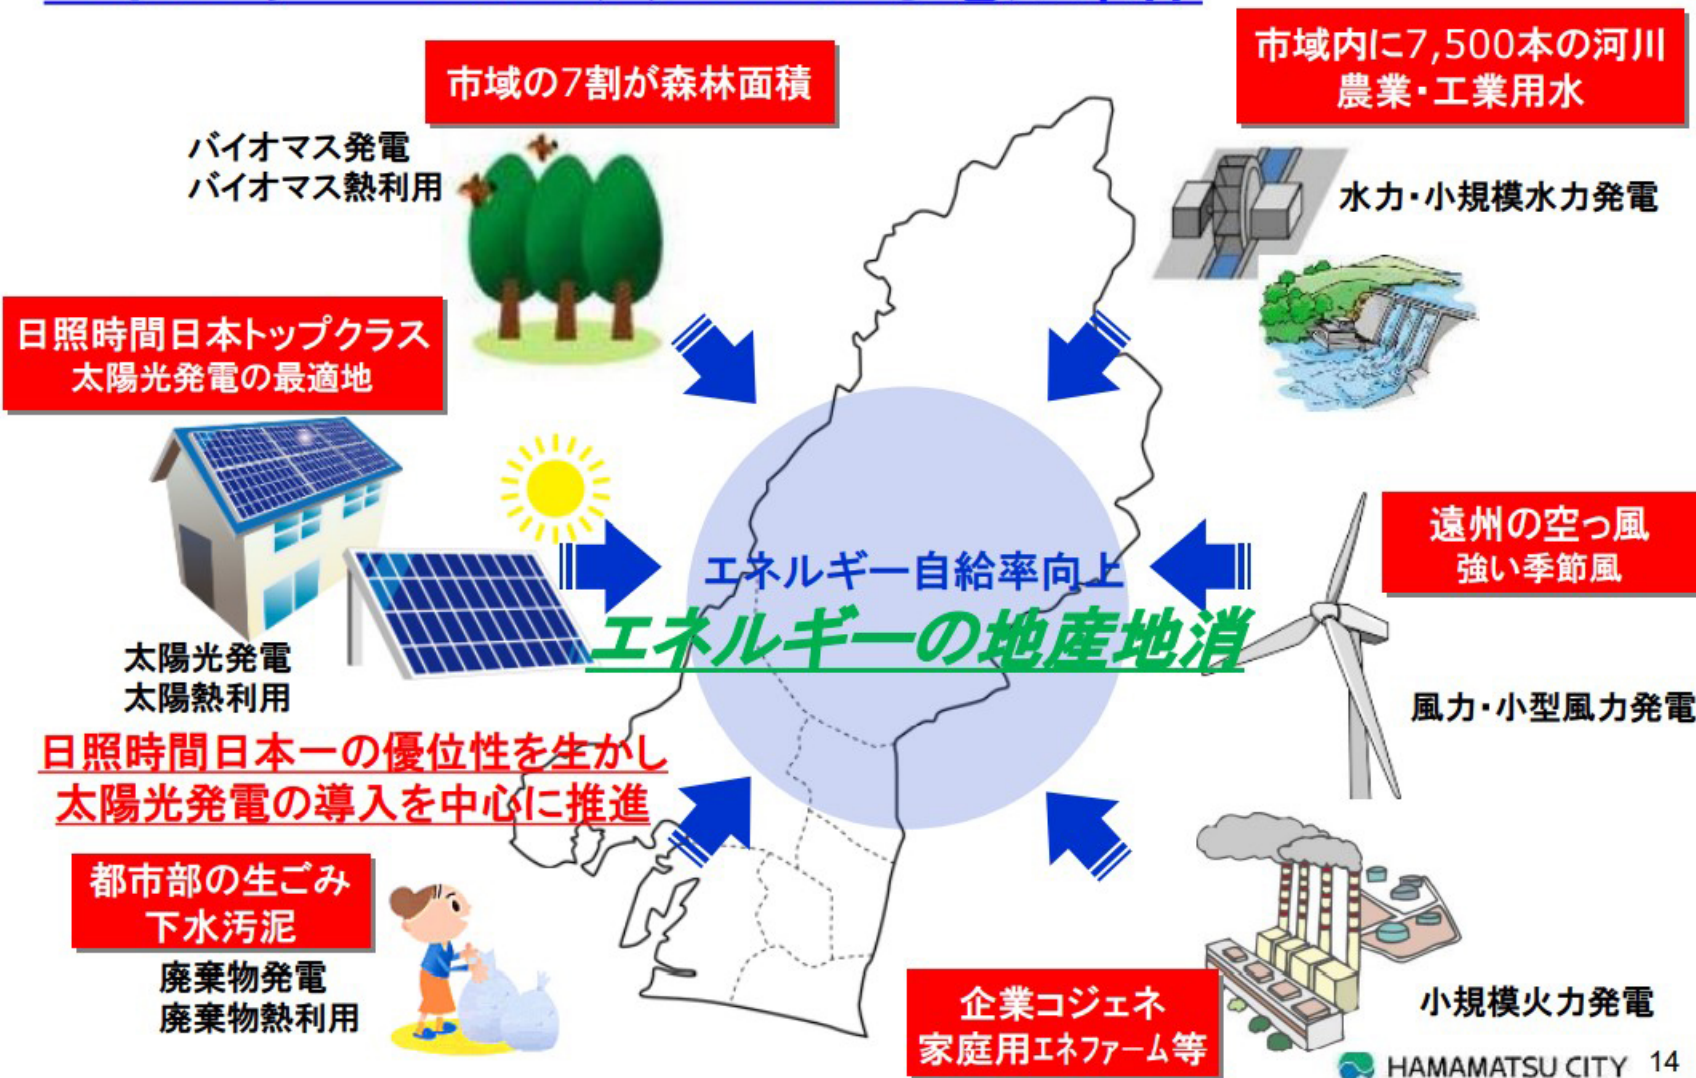 市域の7割が森林面積
バイオマス発電
バイオマス熱利用
市域内に7,500本の河川
農業・工業用水
水力・小規模水力発電
日照時間日本トップクラス
太陽光発電の最適地
太陽光発電
太陽熱利用
日照時間日本一の優位性を生かし
太陽光発電の導入を中心に推進
エネルギー自給率向上
エネルギーの地産地消
遠州の空っ風
強い季節風
風力・小型風力発電
都市部の生ごみ
下水汚泥
廃棄物発電
廃棄物熱利用
企業コジェネ
家庭用エネファーム等
小規模火力発電
HAMAMATSU CITY 14